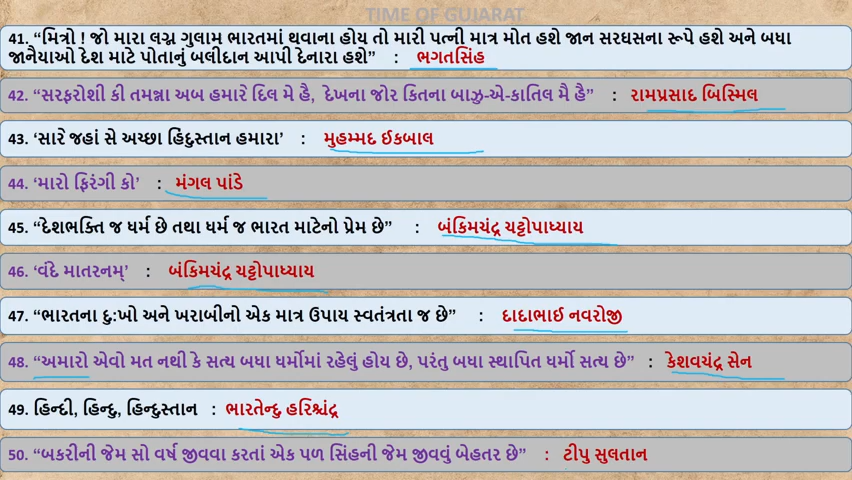 TIME OF GUJARAT
41. “મિત્રો ! જો મારા લગ્ન ગુલામ ભારતમાં થવાના હોય તો મારી પત્ની માત્ર મોત હશે જાન સરઘસના રૂપે હશે અને બધા
જાનૈયાઓ દેશ માટે પોતાનું બલીદાન આપી દેનારા હશે” : ભગતસિંહ
42. “સરફરોશી કી તમન્ના અબ હમારે દિલ મે હૈ, દેખના જોર કિતના બાઝુ-એ-કાતિલ મૈ હૈ” : રામપ્રસાદ બિસ્મિલ
43. ‘સારે જહાં સે અચ્છા હિંદુસ્તાન હમારા’ : મુહમ્મદ ઈકબાલ
44. ‘મારો ફિરંગી કો’ : મંગલ પાંડે
45. “દેશભક્તિ જ ધર્મ છે તથા ધર્મ જ ભારત માટેનો પ્રેમ છે” : બંકિમચંદ્ર ચટ્ટોપાધ્યાય
46. ‘વંદે માતરનમ્’ : બંકિમચંદ્ર ચટ્ટોપાધ્યાય
47. “ભારતના દુ:ખો અને ખરાબીનો એક માત્ર ઉપાય સ્વતંત્રતા જ છે” : દાદાભાઈ નવરોજી
48. “અમારો એવો મત નથી કે સત્ય બધા ધર્મોમાં રહેલું હોય છે, પરંતુ બધા સ્થાપિત ધર્મો સત્ય છે” : કેશવચંદ્ર સેન
49. હિન્દી, હિન્દુ, હિન્દુસ્તાન : ભારતેન્દુ હરિશ્ચંદ્ર
50. “બકરીની જેમ સો વર્ષ જીવવા કરતાં એક પળ સિંહની જેમ જીવવું બેહતર છે” : ટીપુ સુલતાન